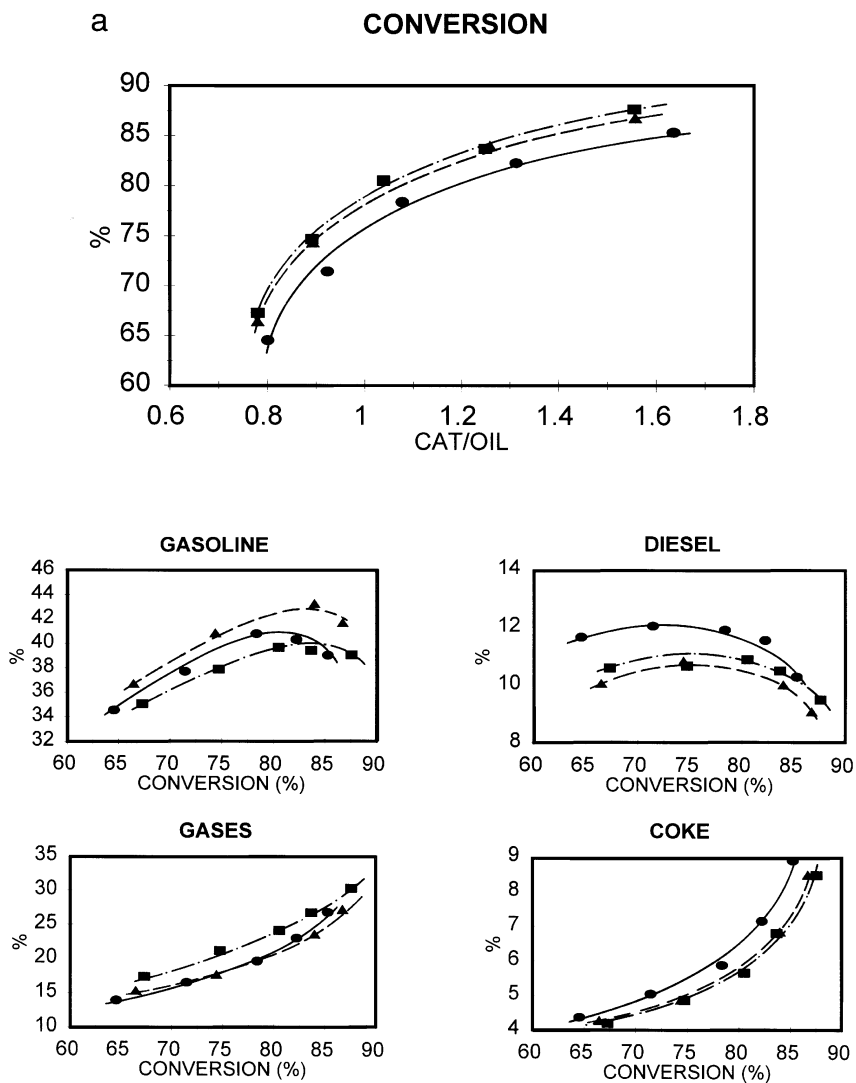 a
CONVERSION
90
85
80
75
70
65
60
%
0.6 0.8 1 1.2 1.4 1.6 1.8
CAT/OIL
GASOLINE
46
44
42
40
38
36
34
32
%
60 65 70 75 80 85 90
CONVERSION (%)
DIESEL
14
12
10
8
%
60 65 70 75 80 85 90
CONVERSION (%)
GASES
35
30
25
20
15
10
%
60 65 70 75 80 85 90
CONVERSION (%)
COKE
9
8
7
6
5
4
%
60 65 70 75 80 85 90
CONVERSION (%)